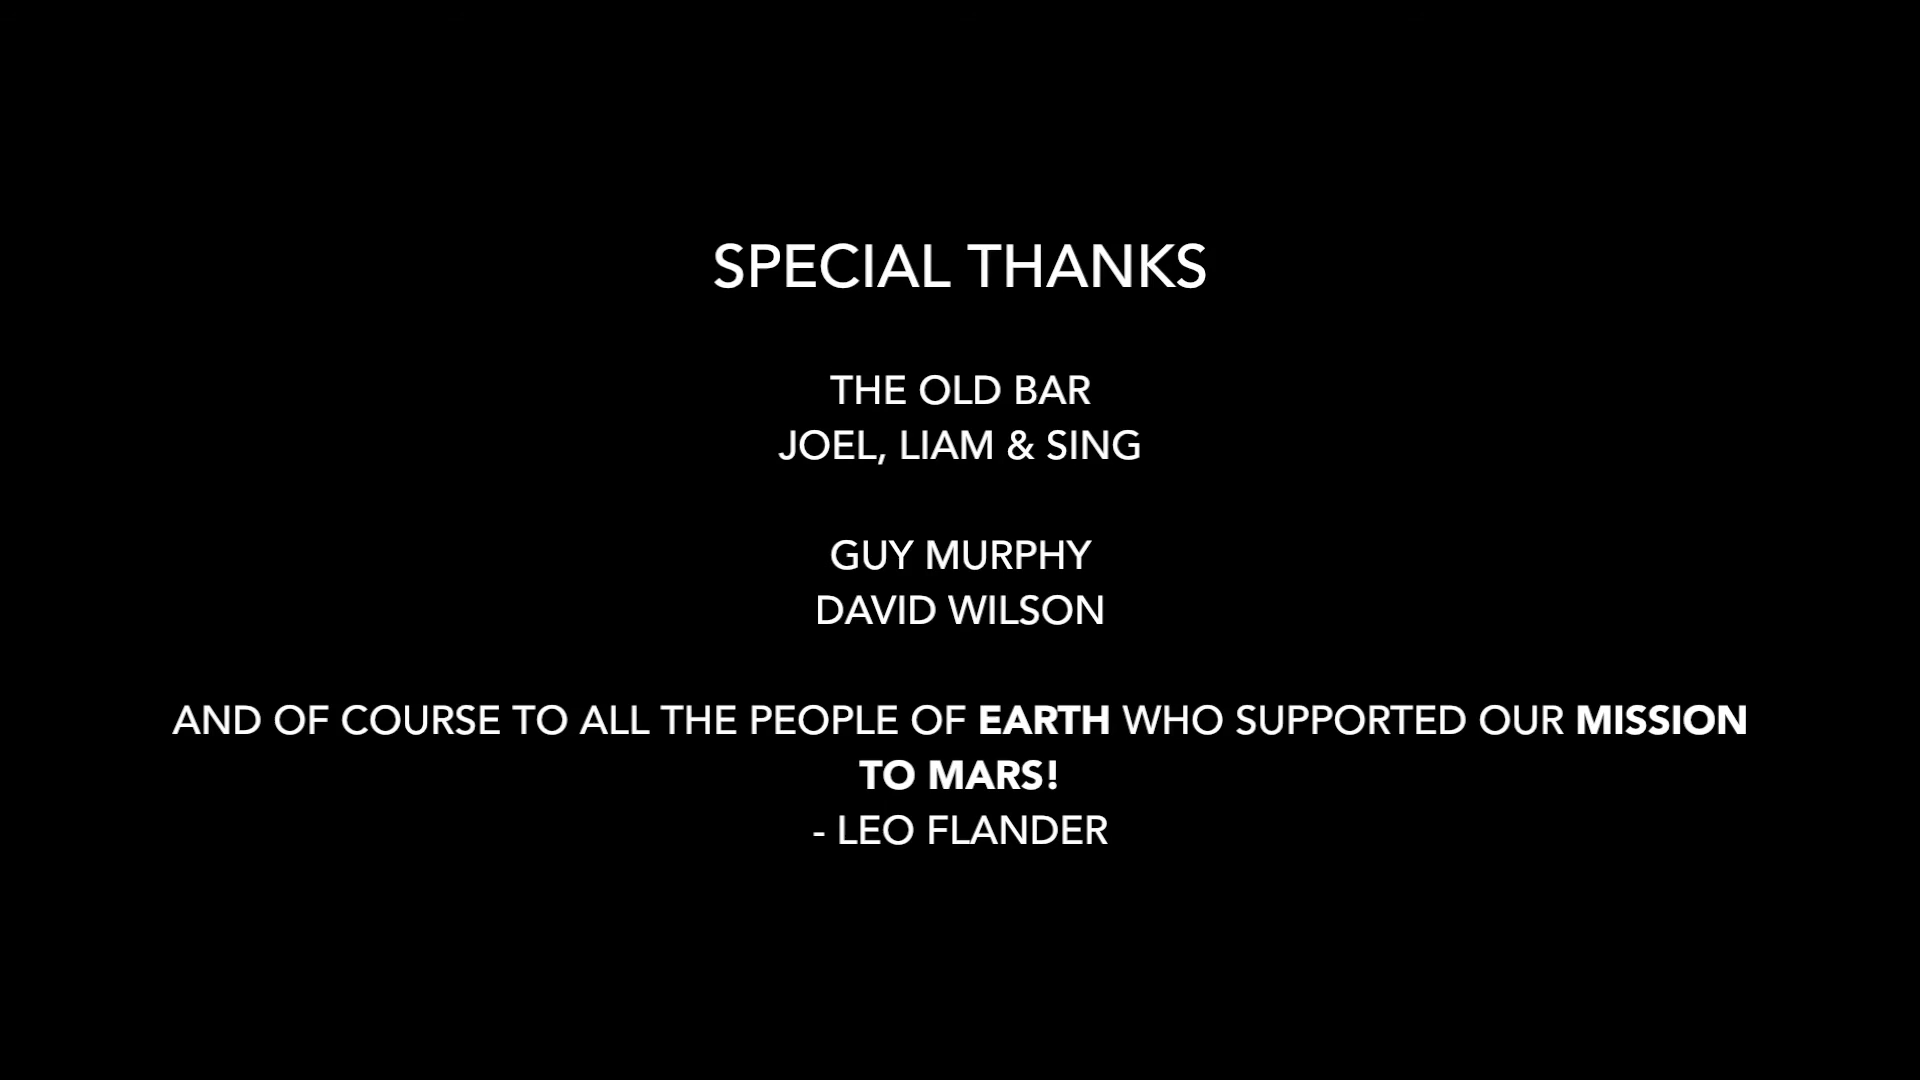 SPECIAL THANKS
THE OLD BAR
JOEL, LIAM & SING
GUY MURPHY
DAVID WILSON
AND OF COURSE TO ALL THE PEOPLE OF EARTH WHO SUPPORTED OUR MISSION
TO MARS!
- LEO FLANDER